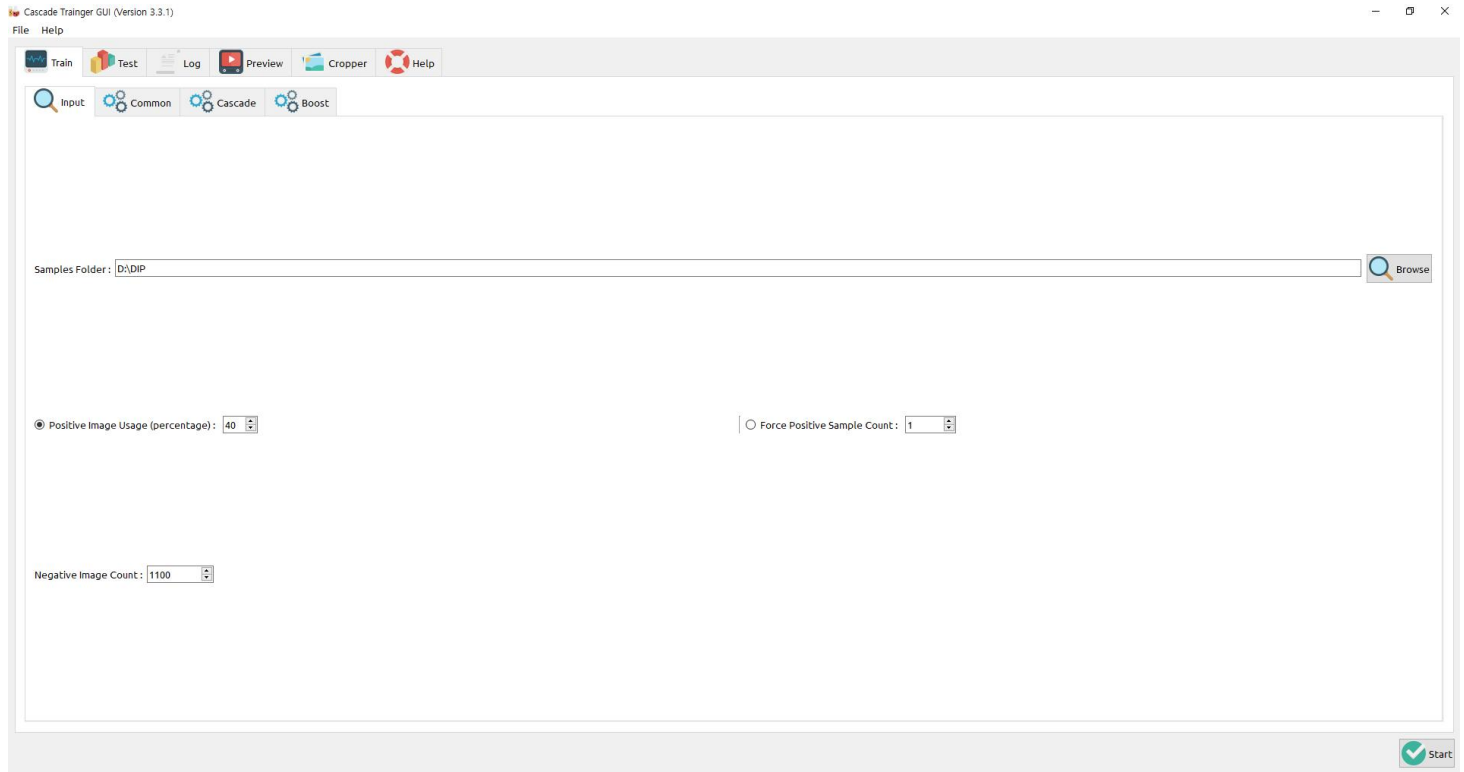 Cascade Trainger GUI (Version 3.3.1)
File Help
Train Test Log Preview Cropper Help
Input Common Cascade Boost
Samples Folder : D:\DIP Browse
Positive Image Usage (percentage) : 40 Force Positive Sample Count : 1
Negative Image Count : 1100
Start